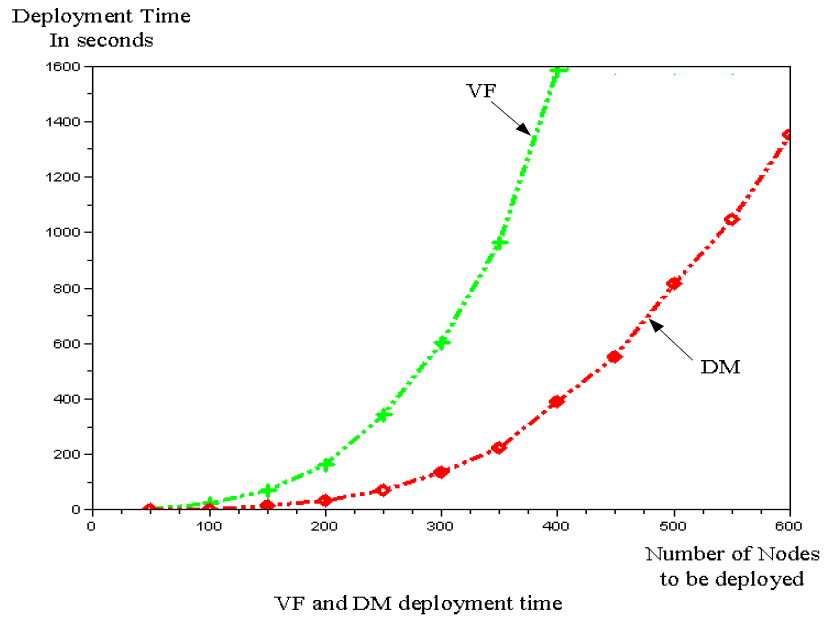 Deployment Time
In seconds
1600
1400
1200
1000
800
600
400
200
0
VF
DM
0
100
200
300
400
500
600
Number of Nodes
to be deployed
VF and DM deployment time